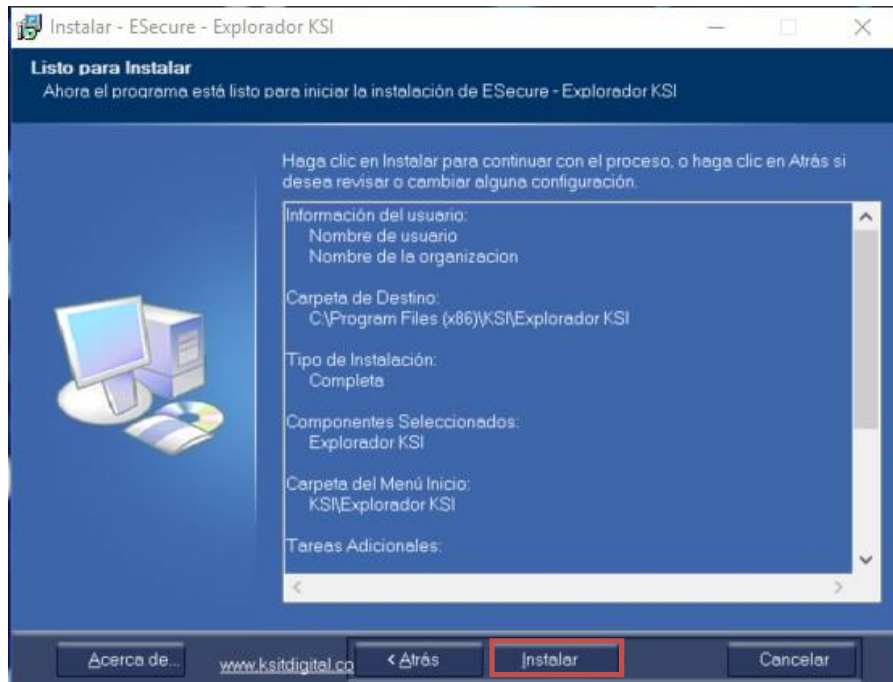 Instalar - ESecure - Explorador KSI
Listo para Instalar
Ahora el programa está listo para iniciar la instalación de ESecure - Explorador KSI
Haga clic en Instalar para continuar con el proceso, o haga clic en Atrás si
desea revisar o cambiar alguna configuración.
Información del usuario:
Nombre de usuario
Nombre de la organizacion
Carpeta de Destino:
C:\Program Files (x86)\KSI\Explorador KSI
Tipo de Instalación:
Completa
Componentes Seleccionados:
Explorador KSI
Carpeta del Menú Inicio:
KSI\Explorador KSI
Tareas Adicionales:
Acerca de... www.ksitdigital.co < Atrás Instalar Cancelar